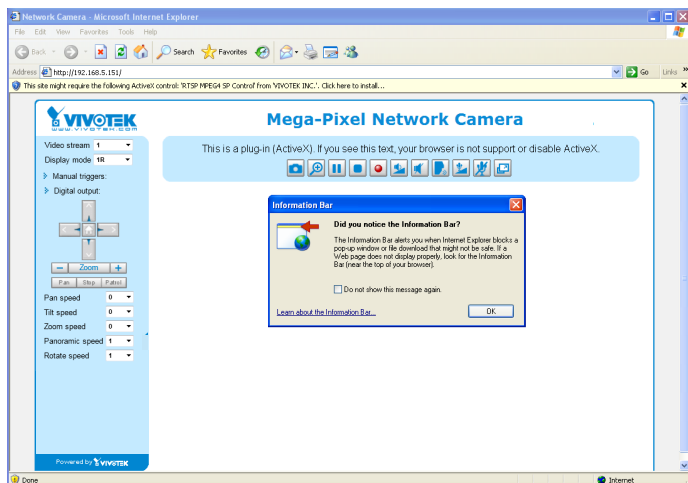 Network Camera - Microsoft Internet Explorer
File Edit View Favorites Tools Help
Back Search Favorites
Address http://192.168.5.151/ Go Links »
This site might require the following ActiveX control: 'RTSP MPEG4 SP Control' from 'VIVOTEK INC.'. Click here to install...
VIVOTEK
www.vivotek.com
Mega-Pixel Network Camera
Video stream 1
Display mode 1R
Manual triggers:
Digital output:
This is a plug-in (ActiveX). If you see this text, your browser is not support or disable ActiveX.
Zoom
Pan Stop Patrol
Pan speed 0
Tilt speed 0
Zoom speed 0
Panoramic speed 1
Rotate speed 1
Information Bar
Did you notice the Information Bar?
The Information Bar alerts you when Internet Explorer blocks a
pop-up window or file download that might not be safe. If a
Web page does not display properly, look for the Information
Bar (near the top of your browser).
Do not show this message again.
Learn about the Information Bar...
OK
Powered by VIVOTEK
Done Internet